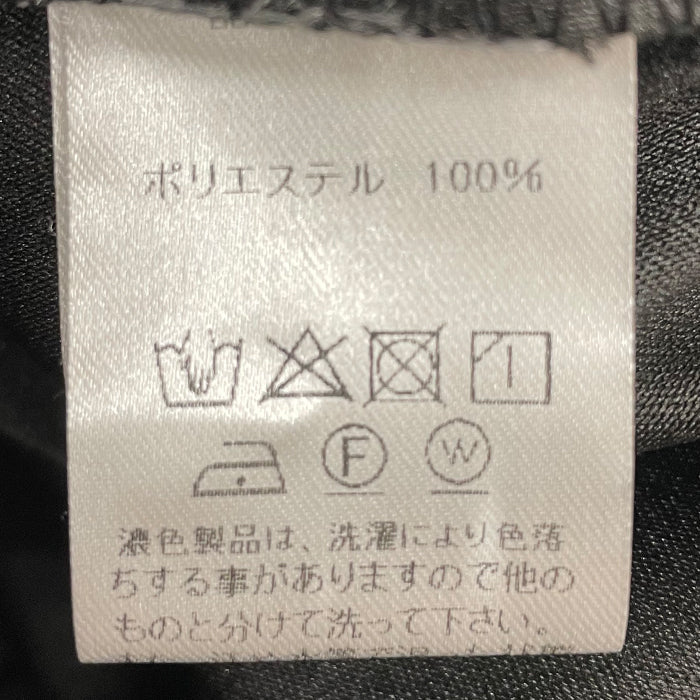 ポリエステル 100%
F W
濃色製品は、洗濯により色落
ちする事がありますので他の
ものと分けて洗って下さい。